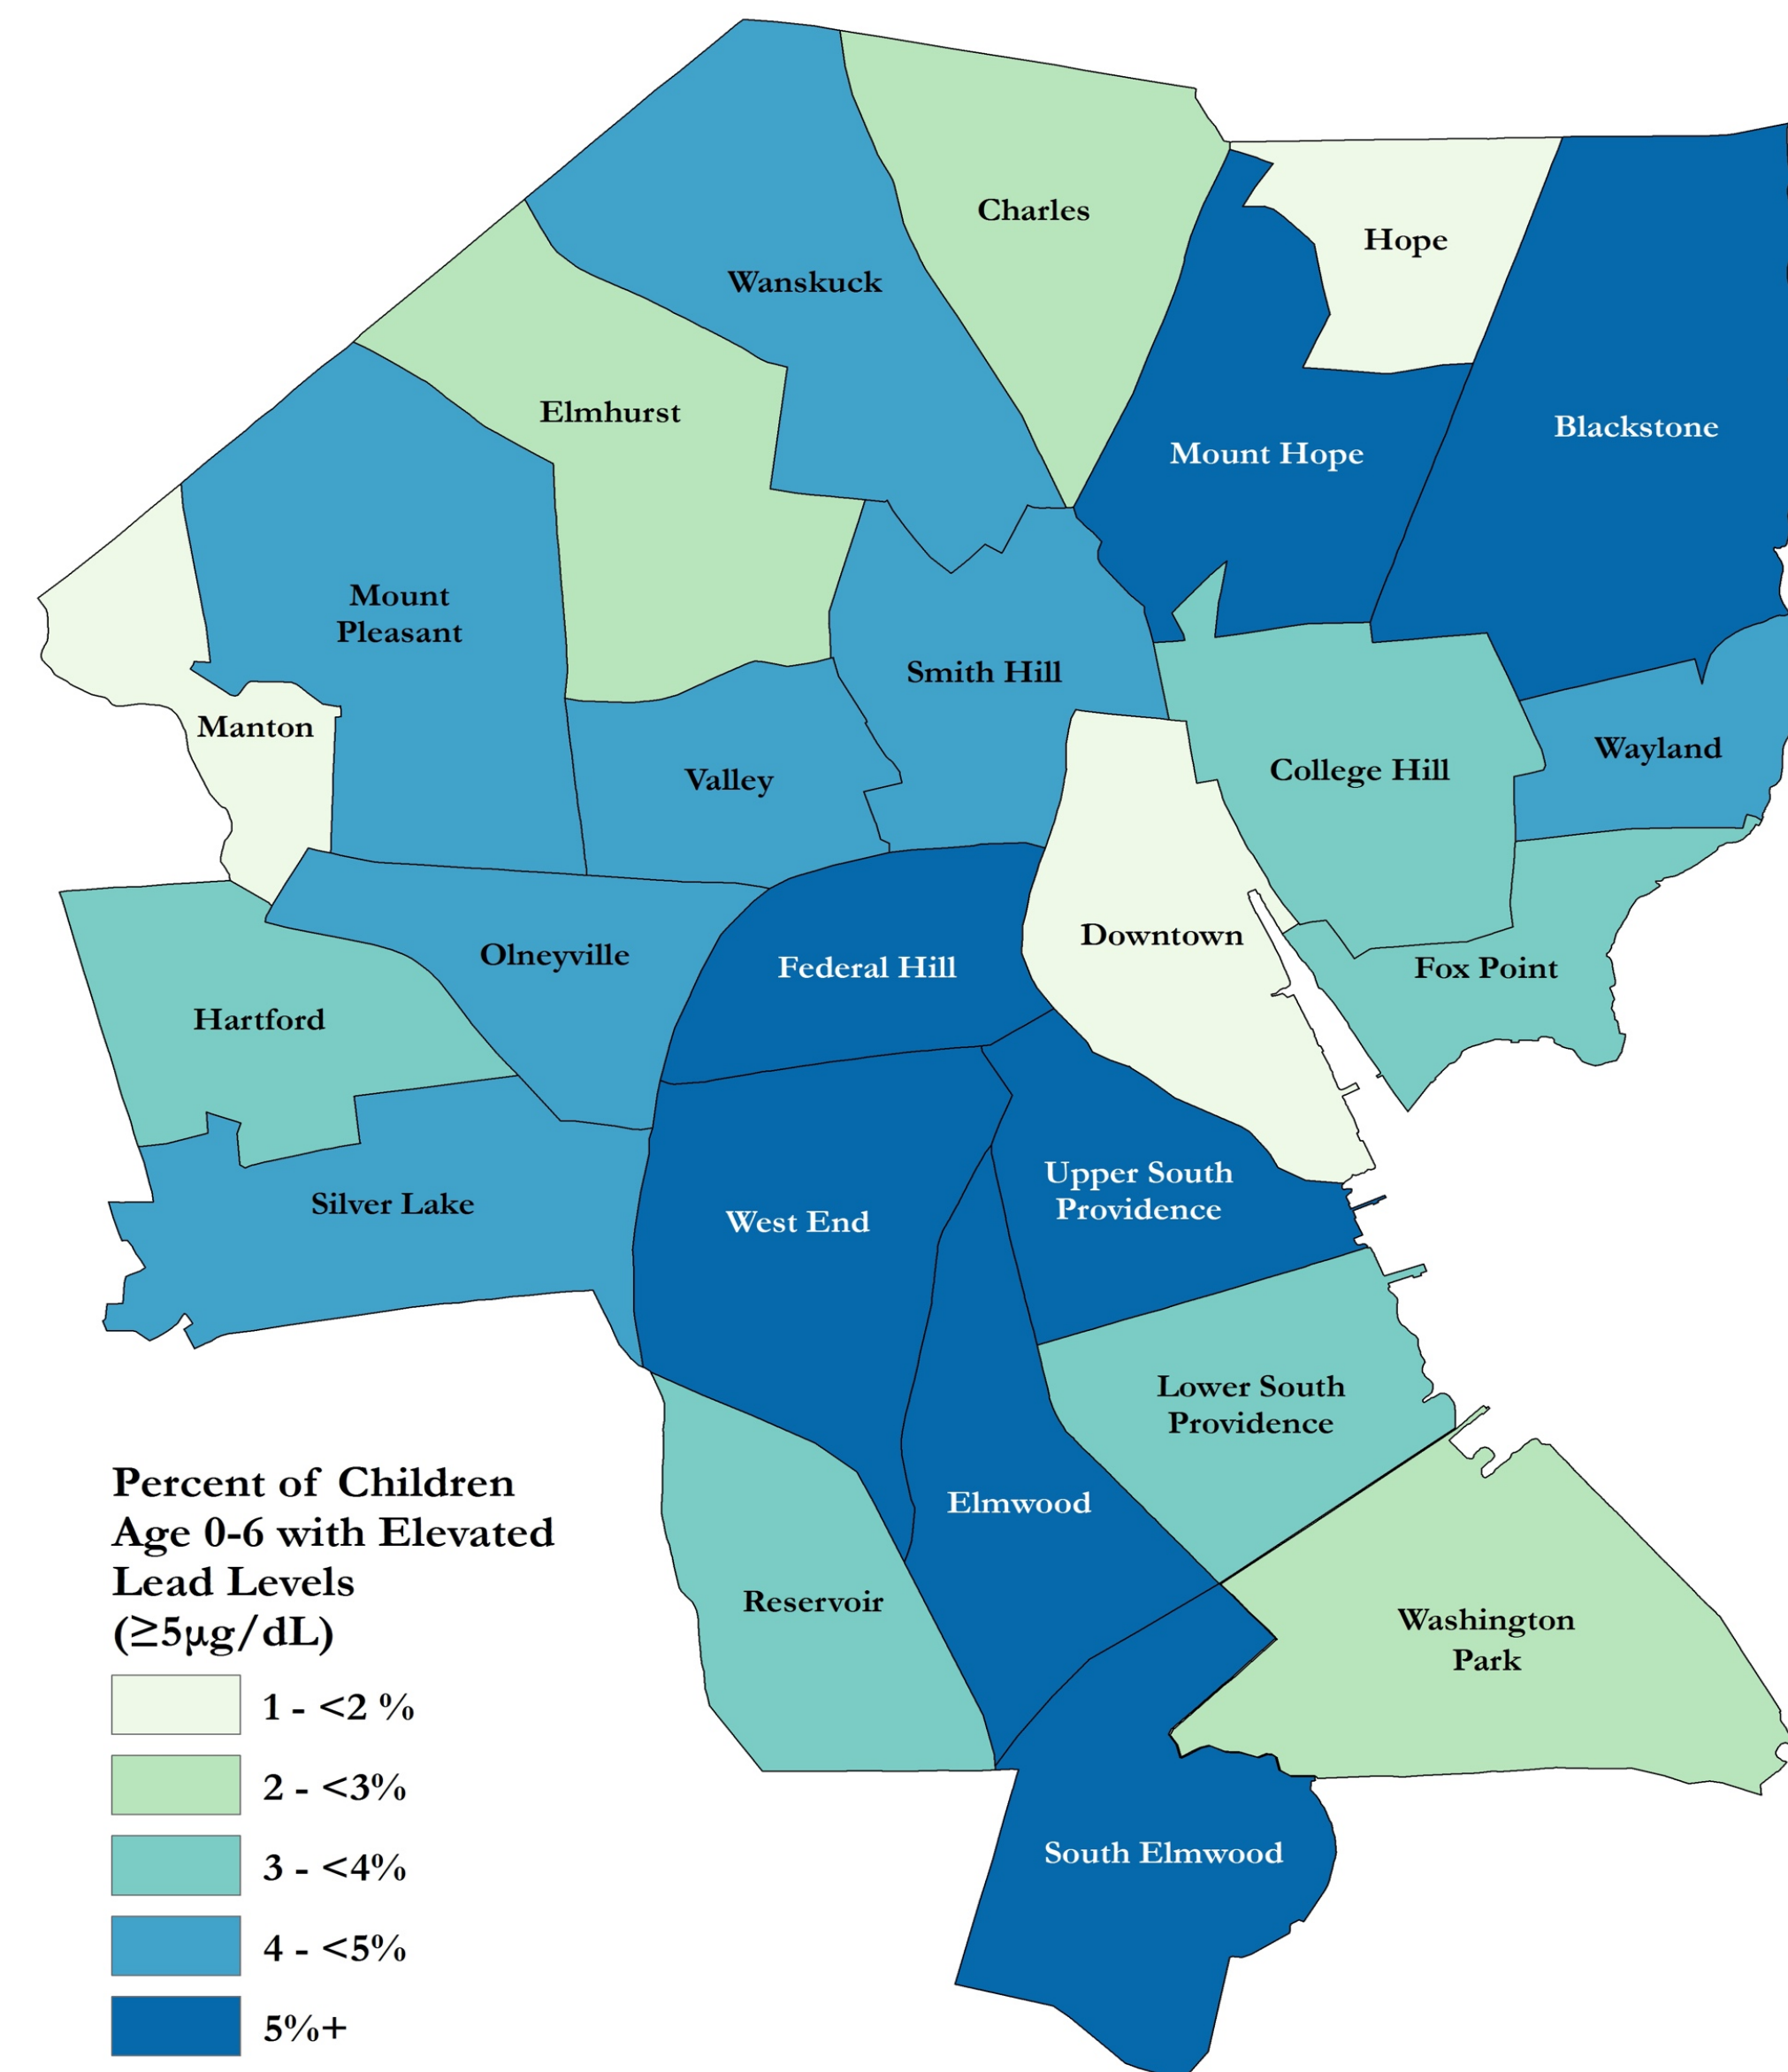 Charles
Hope
Wanskuck
Elmhurst
Blackstone
Mount Hope
Mount
Pleasant
Smith Hill
Manton
Wayland
College Hill
Valley
Downtown
Olneyville
Federal Hill
Fox Point
Hartford
Upper South
Providence
Silver Lake
West End
Lower South
Providence
Elmwood
Reservoir
Washington
Park
South Elmwood
Percent of Children
Age 0-6 with Elevated
Lead Levels
(≥5µg/dL)
1 - <2 %
2 - <3%
3 - <4%
4 - <5%
5%+